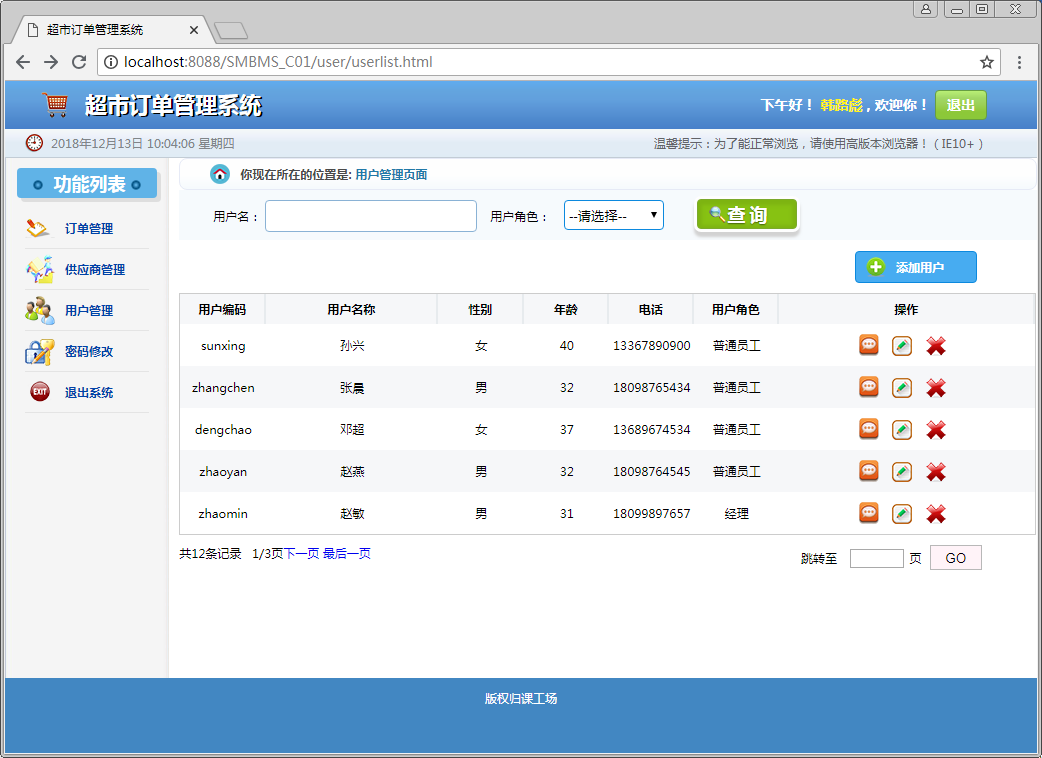 超市订单管理系统
localhost:8088/SMBMS_C01/user/userlist.html
超市订单管理系统
下午好！ 韩路彪 , 欢迎你！ 退出
2018年12月13日 10:04:06 星期四 温馨提示：为了能正常浏览，请使用高版本浏览器！（IE10+）
功能列表
订单管理
供应商管理
用户管理
密码修改
EXIT 退出系统
你现在所在的位置是: 用户管理页面
用户名： 用户角色： --请选择-- 查询
添加用户
用户编码 用户名称 性别 年龄 电话 用户角色 操作
sunxing 孙兴 女 40 13367890900 普通员工
zhangchen 张晨 男 32 18098765434 普通员工
dengchao 邓超 女 37 13689674534 普通员工
zhaoyan 赵燕 男 32 18098764545 普通员工
zhaomin 赵敏 男 31 18099897657 经理
共12条记录 1/3页下一页 最后一页 跳转至 页 GO
版权归课工场